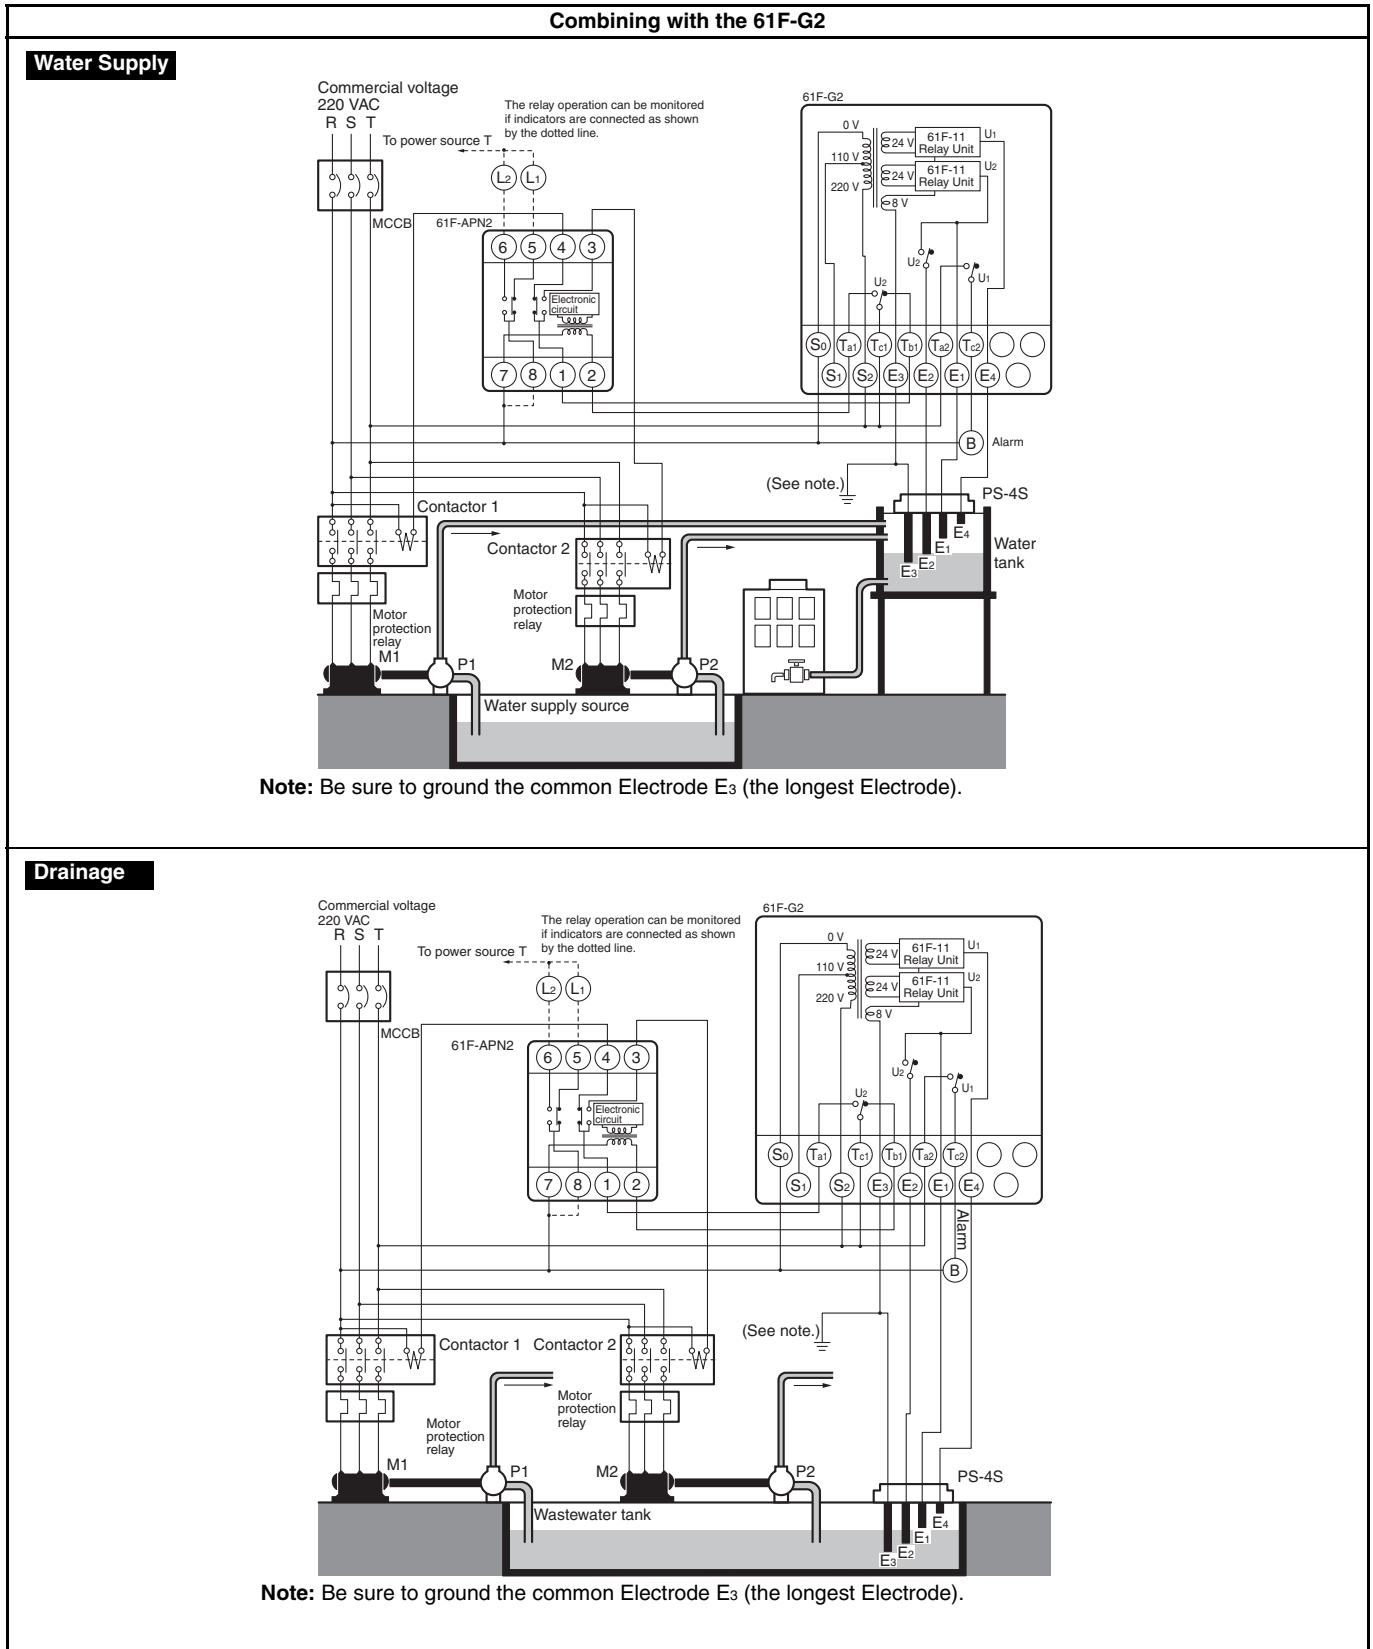 Combining with the 61F-G2
Water Supply
Commercial voltage
220 VAC
R S T
The relay operation can be monitored
if indicators are connected as shown
by the dotted line.
To power source T
L2 L1
MCCB
61F-APN2
6 5 4 3
Electronic
circuit
7 8 1 2
61F-G2
0 V
110 V
220 V
24 V
61F-11
Relay Unit
U1
24 V
61F-11
Relay Unit
U2
8 V
U2
U1
U2
S0 Ta1 Tc1 Tb1 Ta2 Tc2
S1 S2 E3 E2 E1 E4
B Alarm
(See note.)
PS-4S
Contactor 1
Contactor 2
E4
E1
E2
E3
Water
tank
Motor
protection
relay
Motor
protection
relay
M1
P1
M2
P2
Water supply source
Note: Be sure to ground the common Electrode E3 (the longest Electrode).
Drainage
Commercial voltage
220 VAC
R S T
The relay operation can be monitored
if indicators are connected as shown
by the dotted line.
To power source T
L2 L1
MCCB
61F-APN2
6 5 4 3
Electronic
circuit
7 8 1 2
61F-G2
0 V
110 V
220 V
24 V
61F-11
Relay Unit
U1
24 V
61F-11
Relay Unit
U2
8 V
U2
U1
U2
S0 Ta1 Tc1 Tb1 Ta2 Tc2
S1 S2 E3 E2 E1 E4
Alarm
B
(See note.)
Contactor 1
Contactor 2
Motor
protection
relay
Motor
protection
relay
M1
P1
M2
P2
PS-4S
Wastewater tank
E4
E1
E2
E3
Note: Be sure to ground the common Electrode E3 (the longest Electrode).